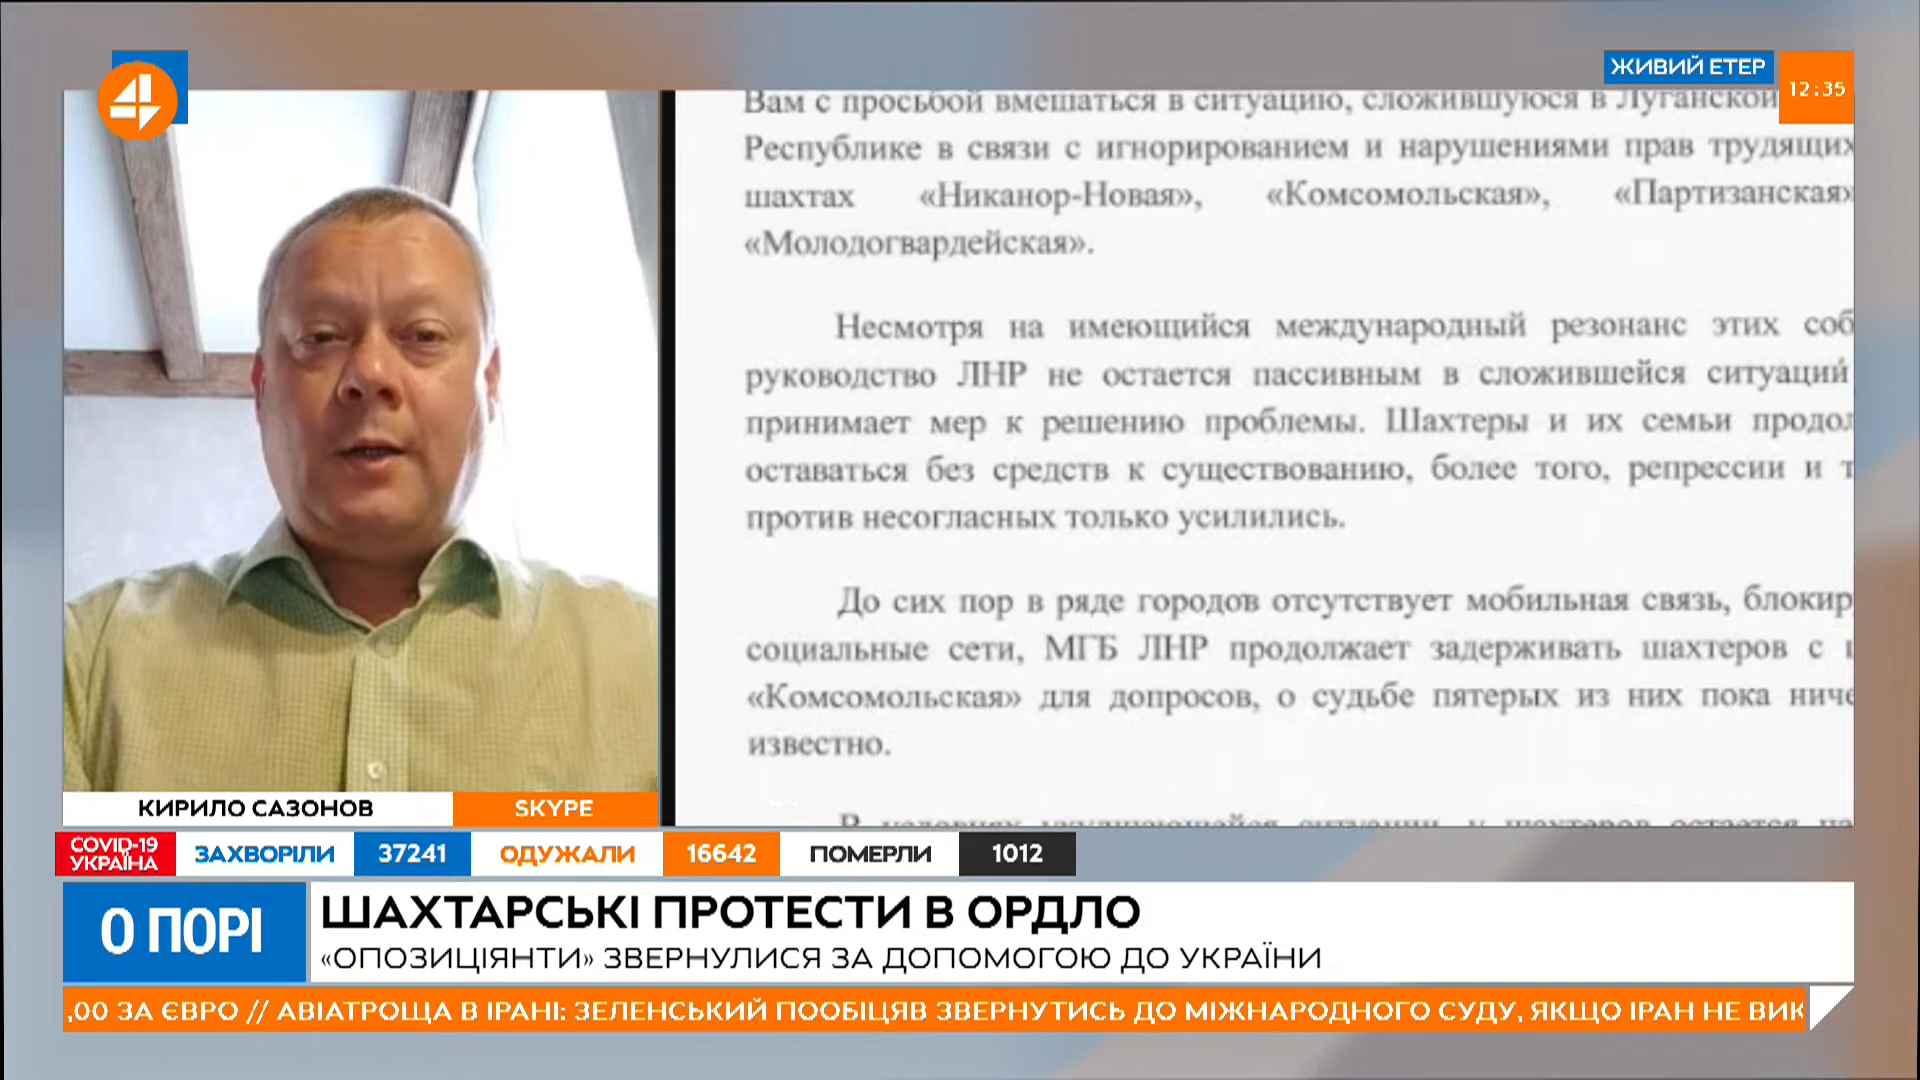 4
ЖИВИЙ ЕТЕР
12:35
Вам с просьбой вмешаться в ситуацию, сложившуюся в Луганской
Республике в связи с игнорированием и нарушениями прав трудящих
шахтах «Никанор-Новая», «Комсомольская», «Партизанская»
«Молодогвардейская».
Несмотря на имеющийся международный резонанс этих соб
руководство ЛНР не остается пассивным в сложившейся ситуаций
принимает мер к решению проблемы. Шахтеры и их семьи продол
оставаться без средств к существованию, более того, репрессии и т
против несогласных только усилились.
До сих пор в ряде городов отсутствует мобильная связь, блокир
социальные сети, МГБ ЛНР продолжает задерживать шахтеров с
«Комсомольская» для допросов, о судьбе пятерых из них пока ниче
известно.
В условиях ухудшающейся ситуации, у шахтеров остается
КИРИЛО САЗОНОВ SKYPE
COVID-19 УКРАЇНА ЗАХВОРІЛИ 37241 ОДУЖАЛИ 16642 ПОМЕРЛИ 1012
О ПОРІ
ШАХТАРСЬКІ ПРОТЕСТИ В ОРДЛО
«ОПОЗИЦІЯНТИ» ЗВЕРНУЛИСЯ ЗА ДОПОМОГОЮ ДО УКРАЇНИ
,00 ЗА ЄВРО // АВІАТРОЩА В ІРАНІ: ЗЕЛЕНСЬКИЙ ПООБІЦЯВ ЗВЕРНУТИСЬ ДО МІЖНАРОДНОГО СУДУ, ЯКЩО ІРАН НЕ ВИК